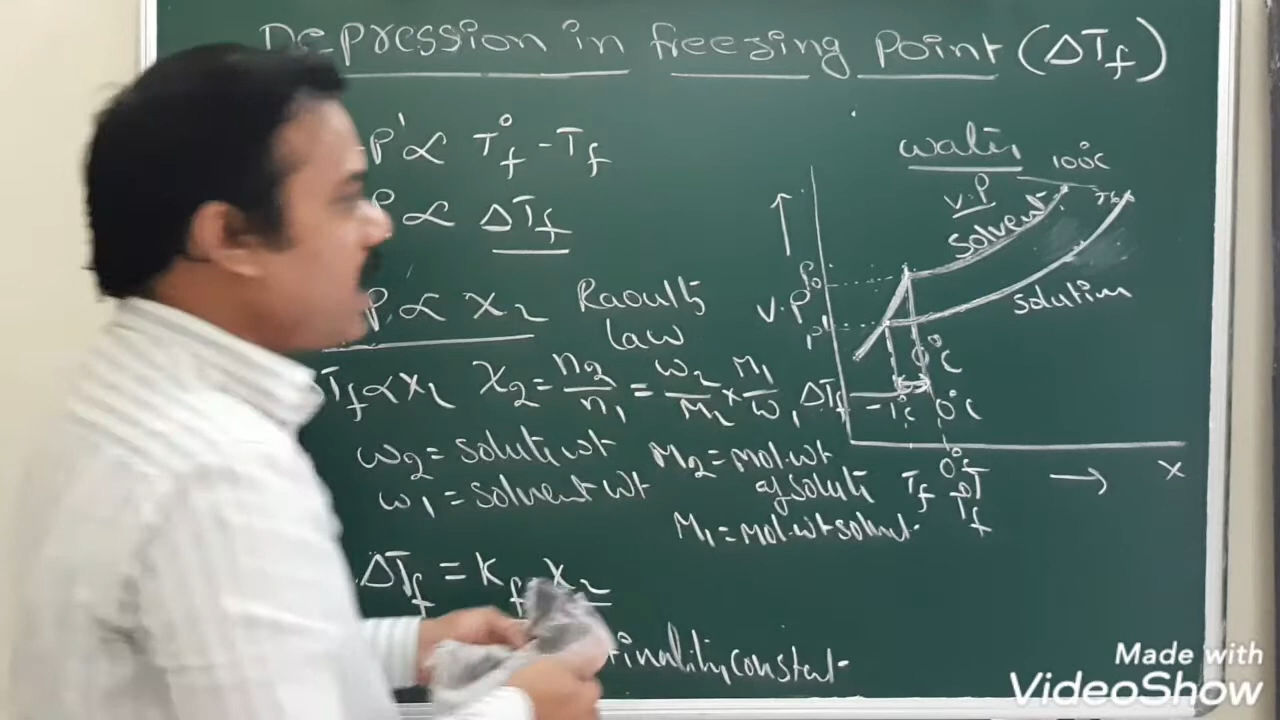 Depression in freezing Point (ΔTf)
P' ∝ T°f - Tf
P ∝ ΔTf
P ∝ x2 Raoults law
Tf ∝ x2 x2 = n2/n1 = w2/M2 × M1/w1
w2 = solute wt
w1 = solvent wt
M2 = mol.wt of solute
M1 = mol.wt solvent
ΔTf = Kf x2
constat
water
100°C
V.P
solvent
Tb
solution
P°
V.P
P'
0°C
ΔTf
-1°C 0°C
0°C
Tf T°f
→ X
Made with
VideoShow